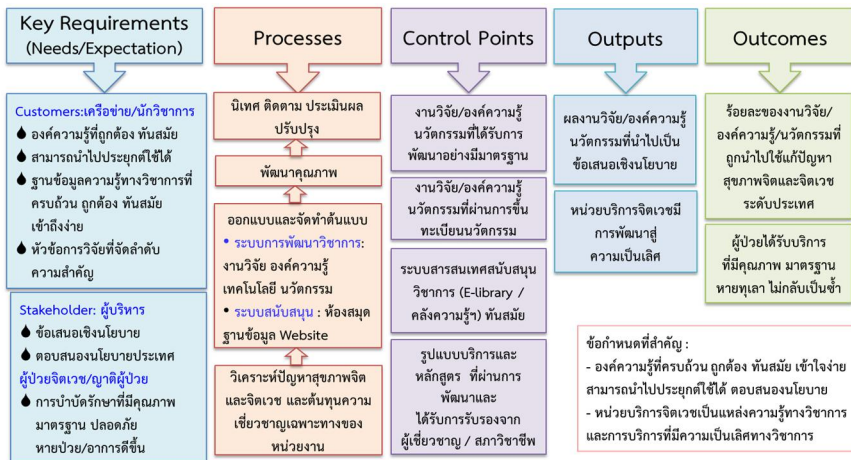 Key Requirements
(Needs/Expectation)
Customers:เครือข่าย/นักวิชาการ
องค์ความรู้ที่ถูกต้อง ทันสมัย
สามารถนำไปประยุกต์ใช้ได้
ฐานข้อมูลความรู้ทางวิชาการที่
ครบถ้วน ถูกต้อง ทันสมัย
เข้าถึงง่าย
หัวข้อการวิจัยที่จัดลำดับ
ความสำคัญ
Stakeholder: ผู้บริหาร
ข้อเสนอเชิงนโยบาย
ตอบสนองนโยบายประเทศ
ผู้ป่วยจิตเวช/ญาติผู้ป่วย
การบำบัดรักษาที่มีคุณภาพ
มาตรฐาน ปลอดภัย
หายป่วย/อาการดีขึ้น
Processes
นิเทศ ติดตาม ประเมินผล
ปรับปรุง
พัฒนาคุณภาพ
ออกแบบและจัดทำต้นแบบ
• ระบบการพัฒนาวิชาการ:
งานวิจัย องค์ความรู้
เทคโนโลยี นวัตกรรม
• ระบบสนับสนุน : ห้องสมุด
ฐานข้อมูล Website
วิเคราะห์ปัญหาสุขภาพจิต
และจิตเวช และต้นทุนความ
เชี่ยวชาญเฉพาะทางของ
หน่วยงาน
Control Points
งานวิจัย/องค์ความรู้
นวัตกรรมที่ได้รับการ
พัฒนาอย่างมีมาตรฐาน
งานวิจัย/องค์ความรู้
นวัตกรรมที่ผ่านการขึ้น
ทะเบียนนวัตกรรม
ระบบสารสนเทศสนับสนุน
วิชาการ (E-library /
คลังความรู้ฯ) ทันสมัย
รูปแบบบริการและ
หลักสูตร ที่ผ่านการ
พัฒนาและ
ได้รับการรับรองจาก
ผู้เชี่ยวชาญ / สภาวิชาชีพ
Outputs
ผลงานวิจัย/องค์ความรู้
นวัตกรรมที่นำไปเป็น
ข้อเสนอเชิงนโยบาย
หน่วยบริการจิตเวชมี
การพัฒนาสู่
ความเป็นเลิศ
Outcomes
ร้อยละของงานวิจัย/
องค์ความรู้/นวัตกรรมที่
ถูกนำไปใช้แก้ปัญหา
สุขภาพจิตและจิตเวช
ระดับประเทศ
ผู้ป่วยได้รับบริการ
ที่มีคุณภาพ มาตรฐาน
หายทุเลา ไม่กลับเป็นซ้ำ
ข้อกำหนดที่สำคัญ :
- องค์ความรู้ที่ครบถ้วน ถูกต้อง ทันสมัย เข้าใจง่าย
สามารถนำไปประยุกต์ใช้ได้ ตอบสนองนโยบาย
- หน่วยบริการจิตเวชเป็นแหล่งความรู้ทางวิชาการ
และการบริการที่มีความเป็นเลิศทางวิชาการ